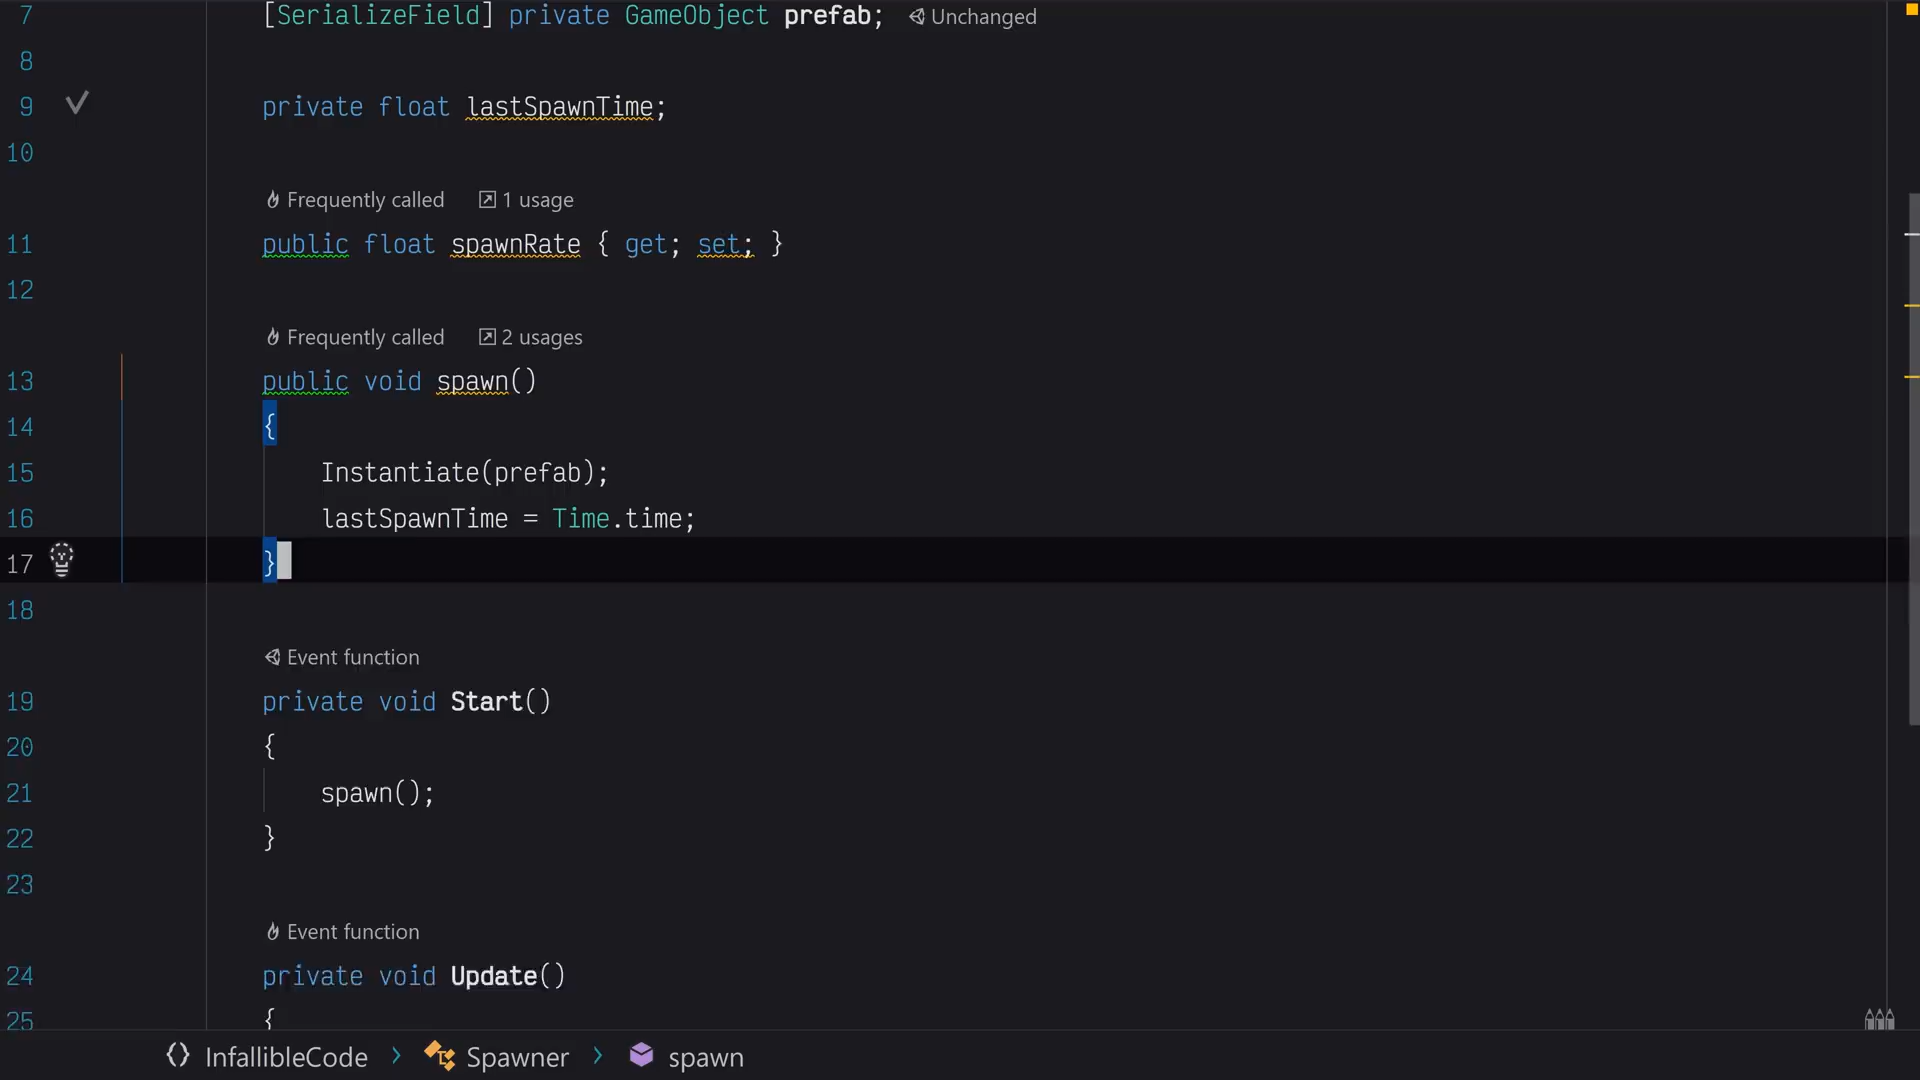 7 [SerializeField] private GameObject prefab; Unchanged
8
9 private float lastSpawnTime;
10
Frequently called 1 usage
11 public float spawnRate { get; set; }
12
Frequently called 2 usages
13 public void spawn()
14 {
15 Instantiate(prefab);
16 lastSpawnTime = Time.time;
17 }
18
Event function
19 private void Start()
20 {
21 spawn();
22 }
23
Event function
24 private void Update()
25 {
InfallibleCode > Spawner > spawn